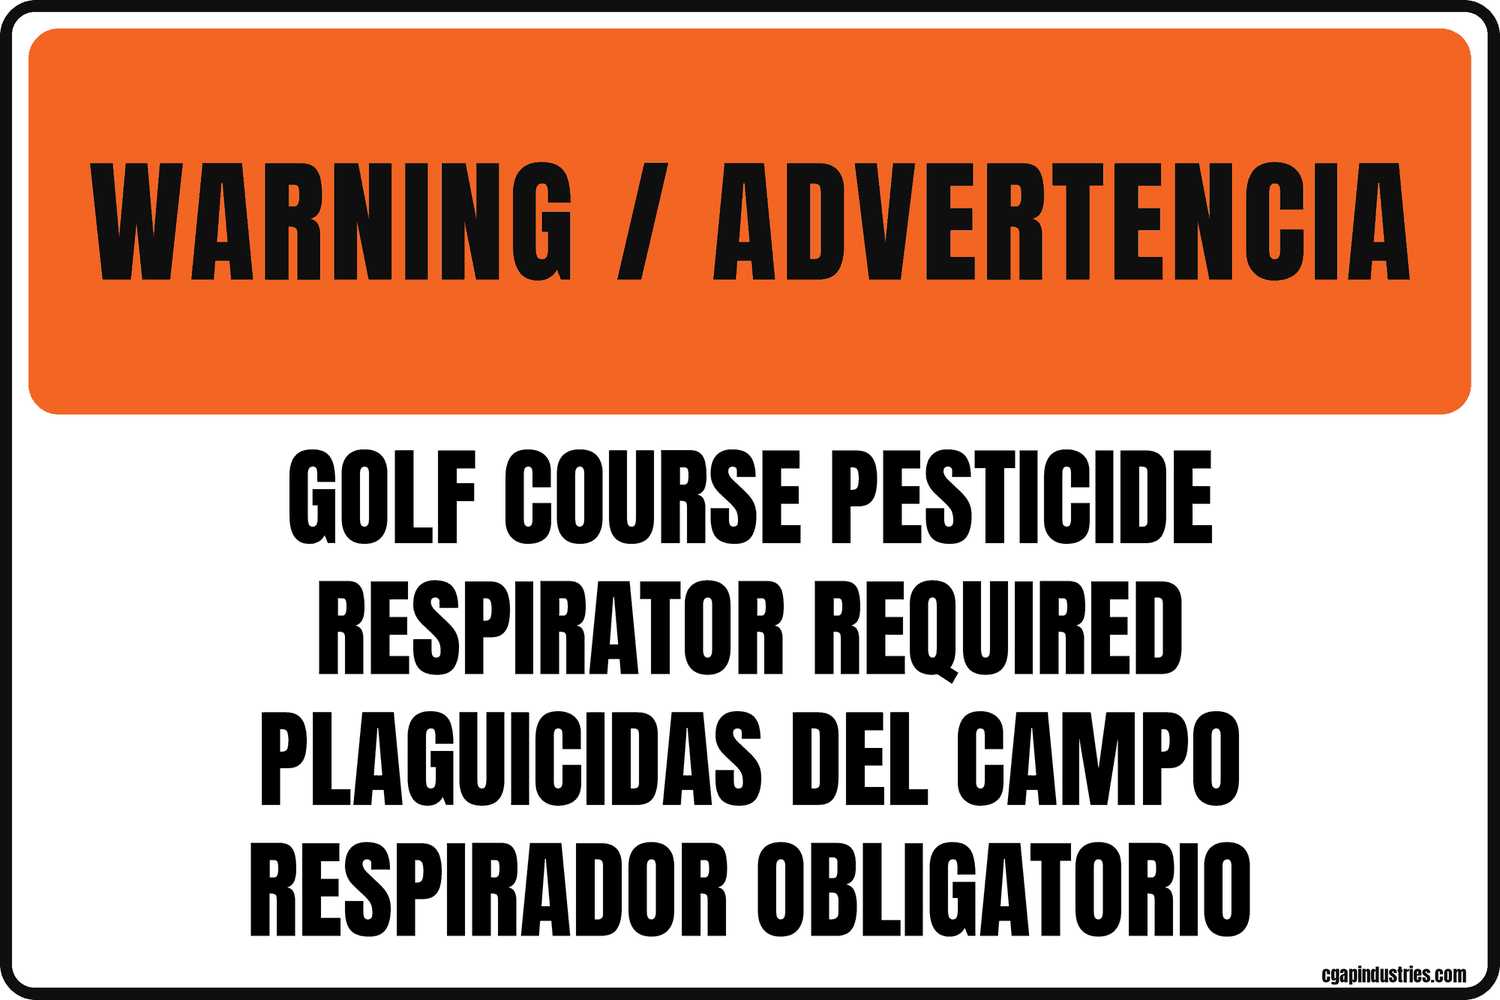 WARNING / ADVERTENCIA
GOLF COURSE PESTICIDE
RESPIRATOR REQUIRED
PLAGUICIDAS DEL CAMPO
RESPIRADOR OBLIGATORIO
cgapindustries.com